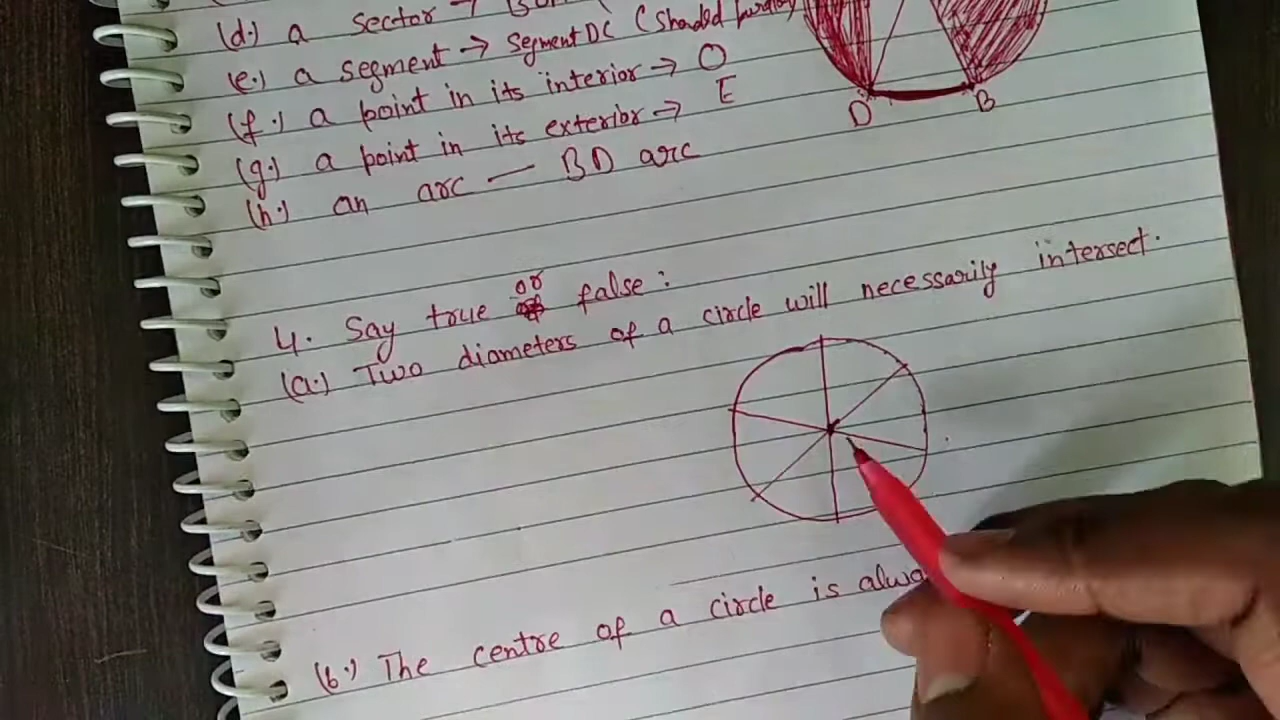 (d.) a sector →
(e.) a segment → segment DC (shaded
D B
(f.) a point in its interior → O
(g.) a point in its exterior → E
(h.) an arc — BD arc
4. Say true or false :
(a.) Two diameters of a circle will necessarily intersect.
(b.) The centre of a circle is